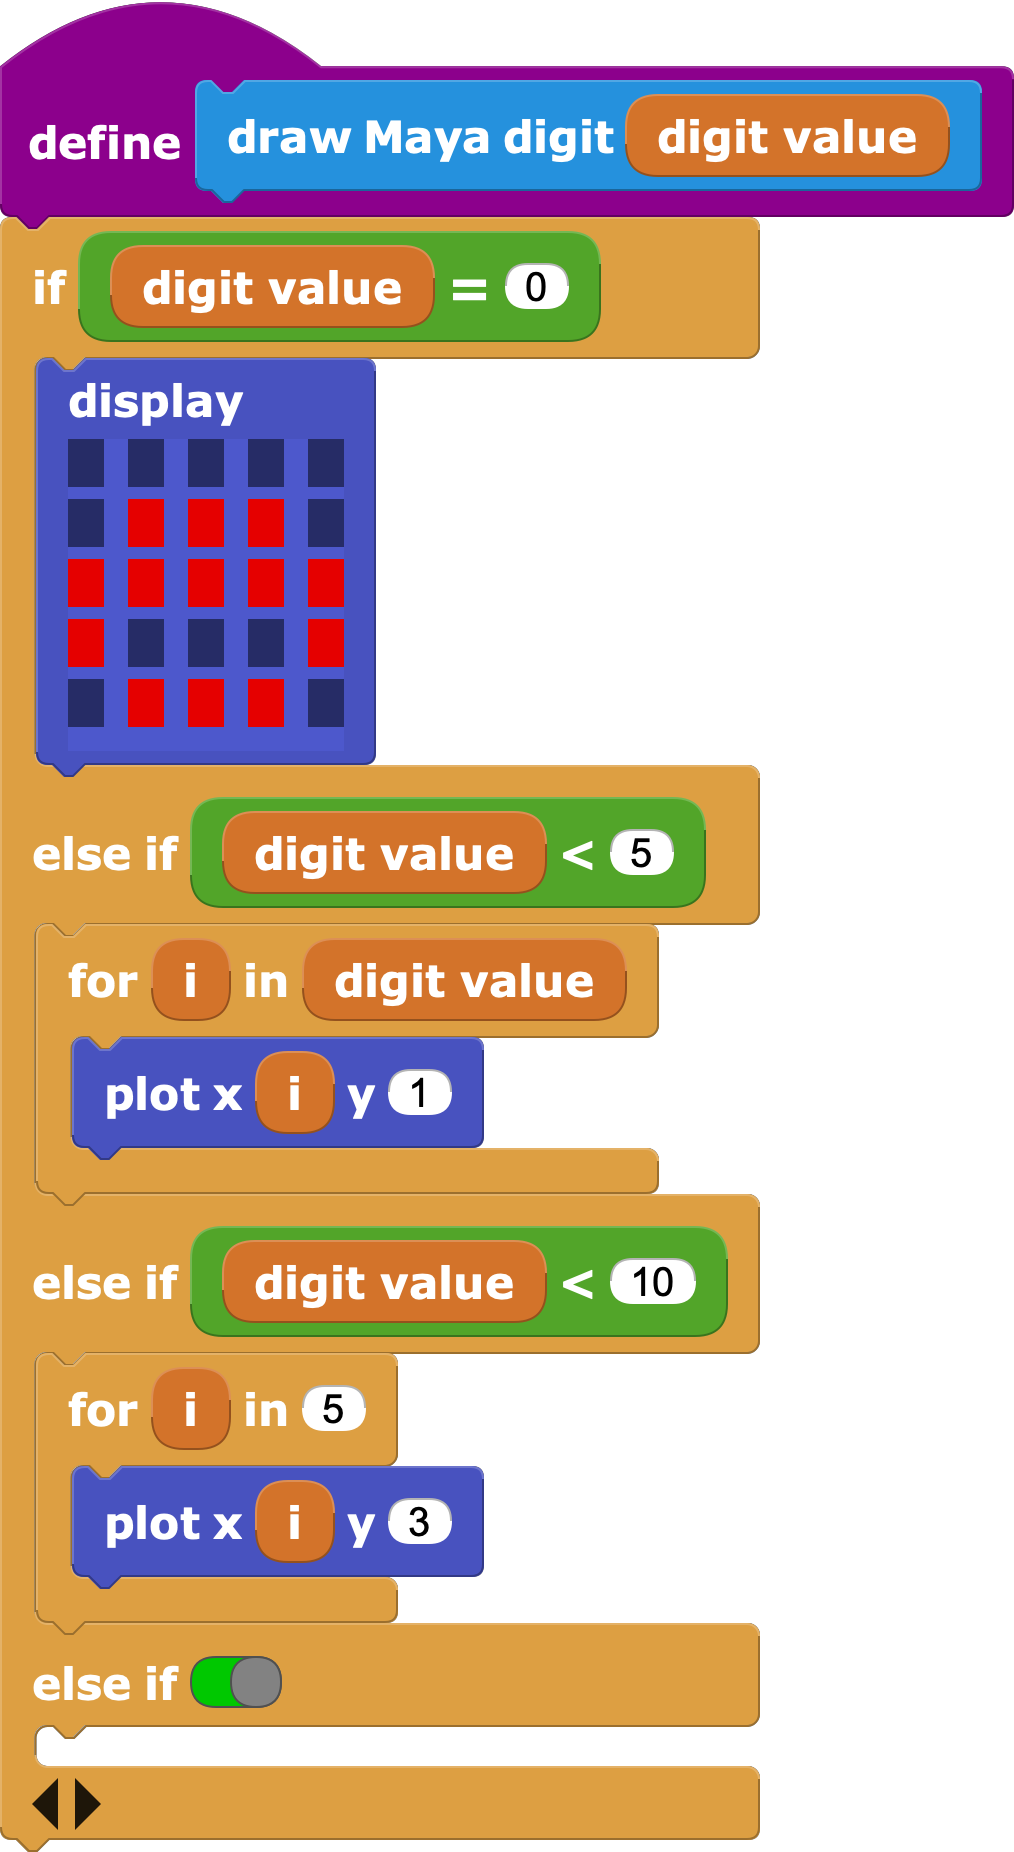 define draw Maya digit digit value
if digit value = 0
display
else if digit value < 5
for i in digit value
plot x i y 1
else if digit value < 10
for i in 5
plot x i y 3
else if